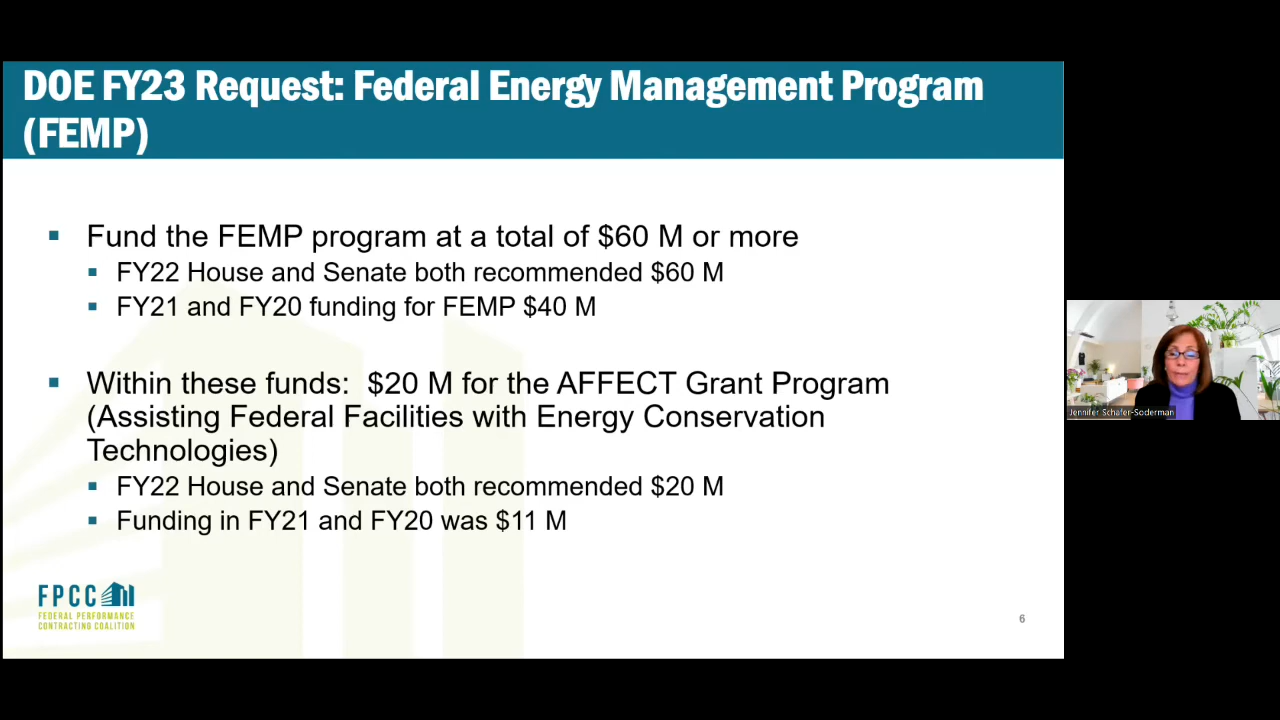 DOE FY23 Request: Federal Energy Management Program
(FEMP)
Fund the FEMP program at a total of $60 M or more
FY22 House and Senate both recommended $60 M
FY21 and FY20 funding for FEMP $40 M
Within these funds:  $20 M for the AFFECT Grant Program
(Assisting Federal Facilities with Energy Conservation
Technologies)
FY22 House and Senate both recommended $20 M
Funding in FY21 and FY20 was $11 M
FPCC
FEDERAL PERFORMANCE
CONTRACTING COALITION
6
Jennifer Schafer-Soderman